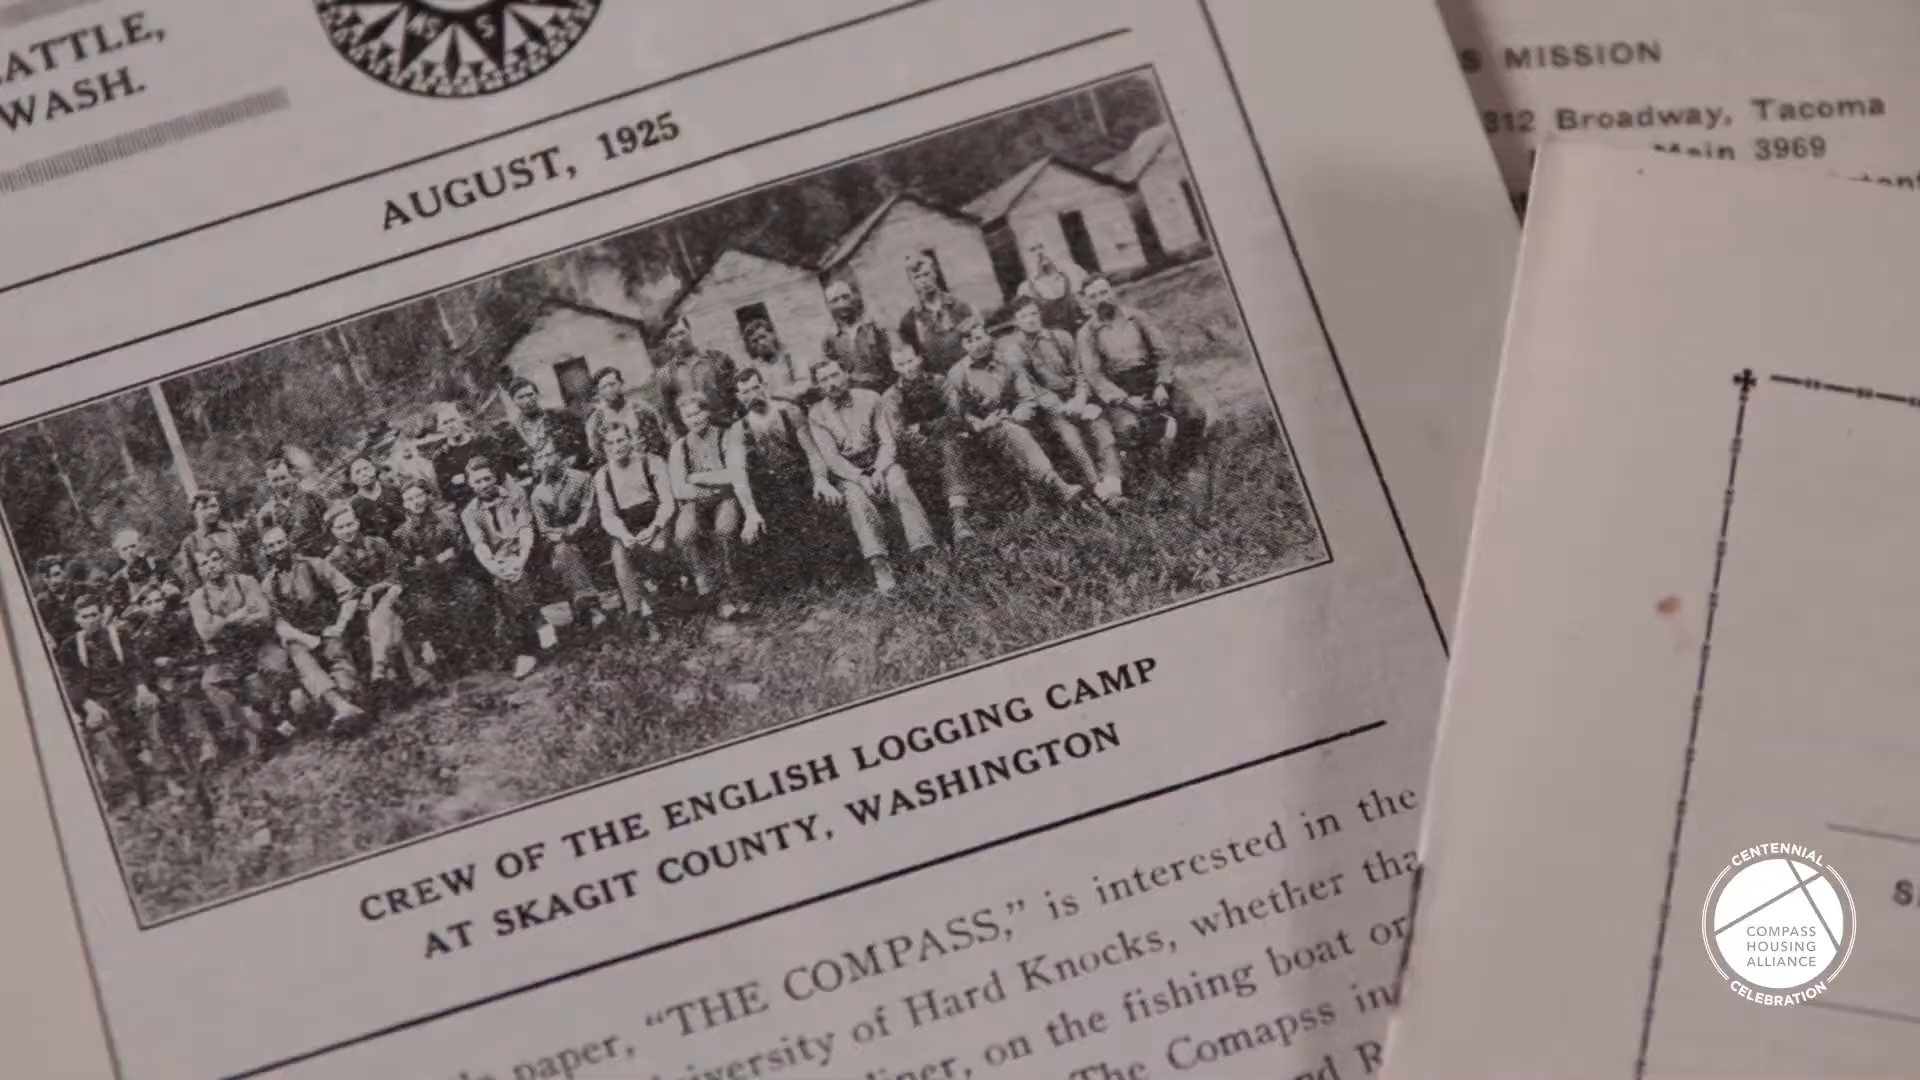 ATTLE,
WASH.
S
AUGUST, 1925
CREW OF THE ENGLISH LOGGING CAMP
AT SKAGIT COUNTY, WASHINGTON
paper, “THE COMPASS,” is interested in the
iversity of Hard Knocks, whether tha
liner, on the fishing boat or
The Comapss in
nd R
S MISSION
312 Broadway, Tacoma
Main 3969
S
CENTENNIAL
COMPASS
HOUSING
ALLIANCE
CELEBRATION